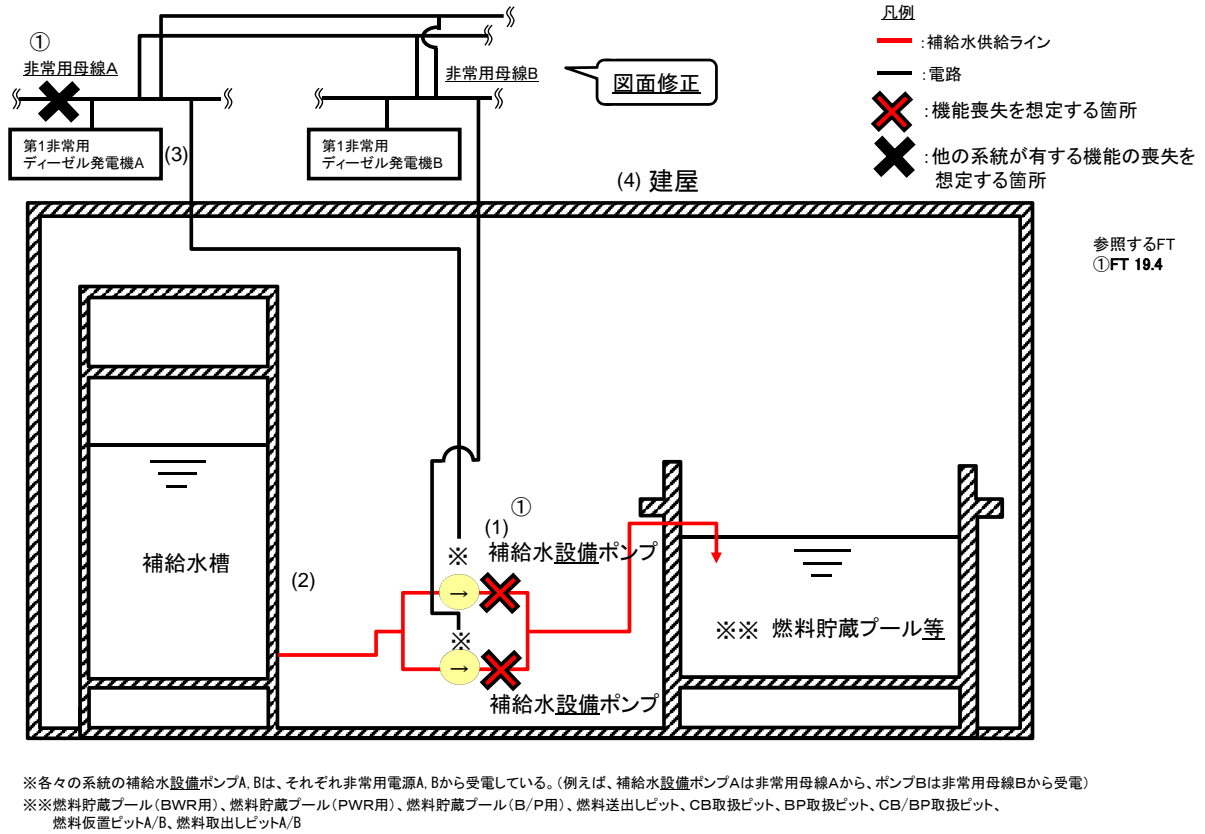 ①
非常用母線A
非常用母線B
図面修正
第1非常用
ディーゼル発電機A
(3)
第1非常用
ディーゼル発電機B
凡例
:補給水供給ライン
:電路
:機能喪失を想定する箇所
:他の系統が有する機能の喪失を
想定する箇所
(4) 建屋
参照するFT
①FT 19.4
補給水槽
(2)
①
(1)
※
補給水設備ポンプ
→
※
→
補給水設備ポンプ
※※ 燃料貯蔵プール等
※各々の系統の補給水設備ポンプA, Bは、それぞれ非常用電源A, Bから受電している。(例えば、補給水設備ポンプAは非常用母線Aから、ポンプBは非常用母線Bから受電)
※※燃料貯蔵プール(BWR用)、燃料貯蔵プール(PWR用)、燃料貯蔵プール(B/P用)、燃料送出しピット、CB取扱ピット、BP取扱ピット、CB/BP取扱ピット、
燃料仮置ピットA/B、燃料取出しピットA/B